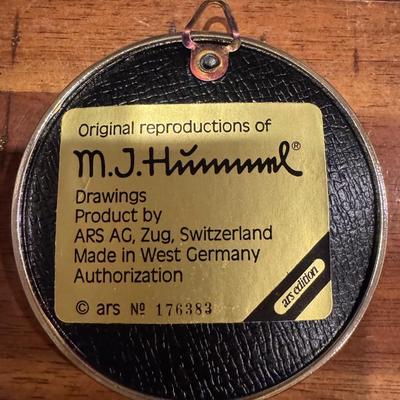 Original reproductions of
M.J.Hümmel®
Drawings
Product by
ARS AG, Zug, Switzerland
Made in West Germany
Authorization
© ars Nº 176383
ars edition